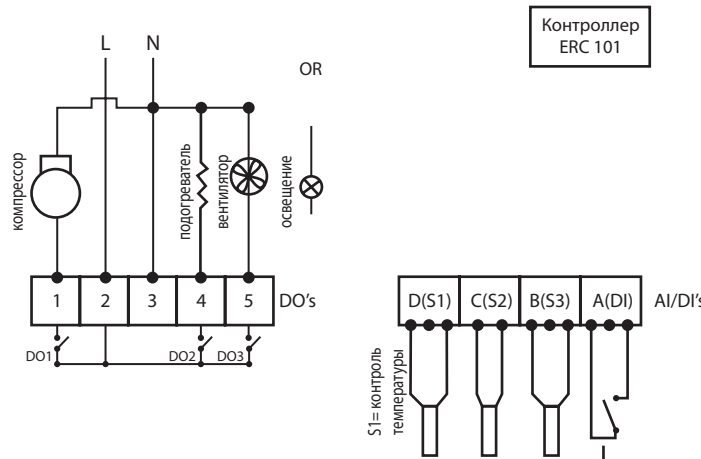 Контроллер
ERC 101
L N
OR
компрессор
подогреватель
вентилятор
освещение
1 2 3 4 5 DO's
DO1 DO2 DO3
D(S1) C(S2) B(S3) A(DI) AI/DI's
S1= контроль
температуры